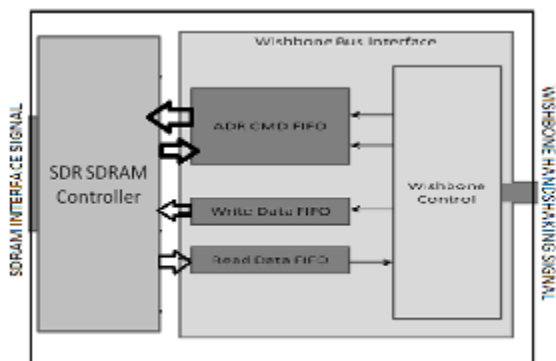 Wishbone Bus Interface
SDRAM INTERFACE SIGNAL
SDR SDRAM
Controller
ADR CMD FIFO
Write Data FIFO
Read Data FIFO
Wishbone
Control
WISHBONE HANDSHAKING SIGNAL